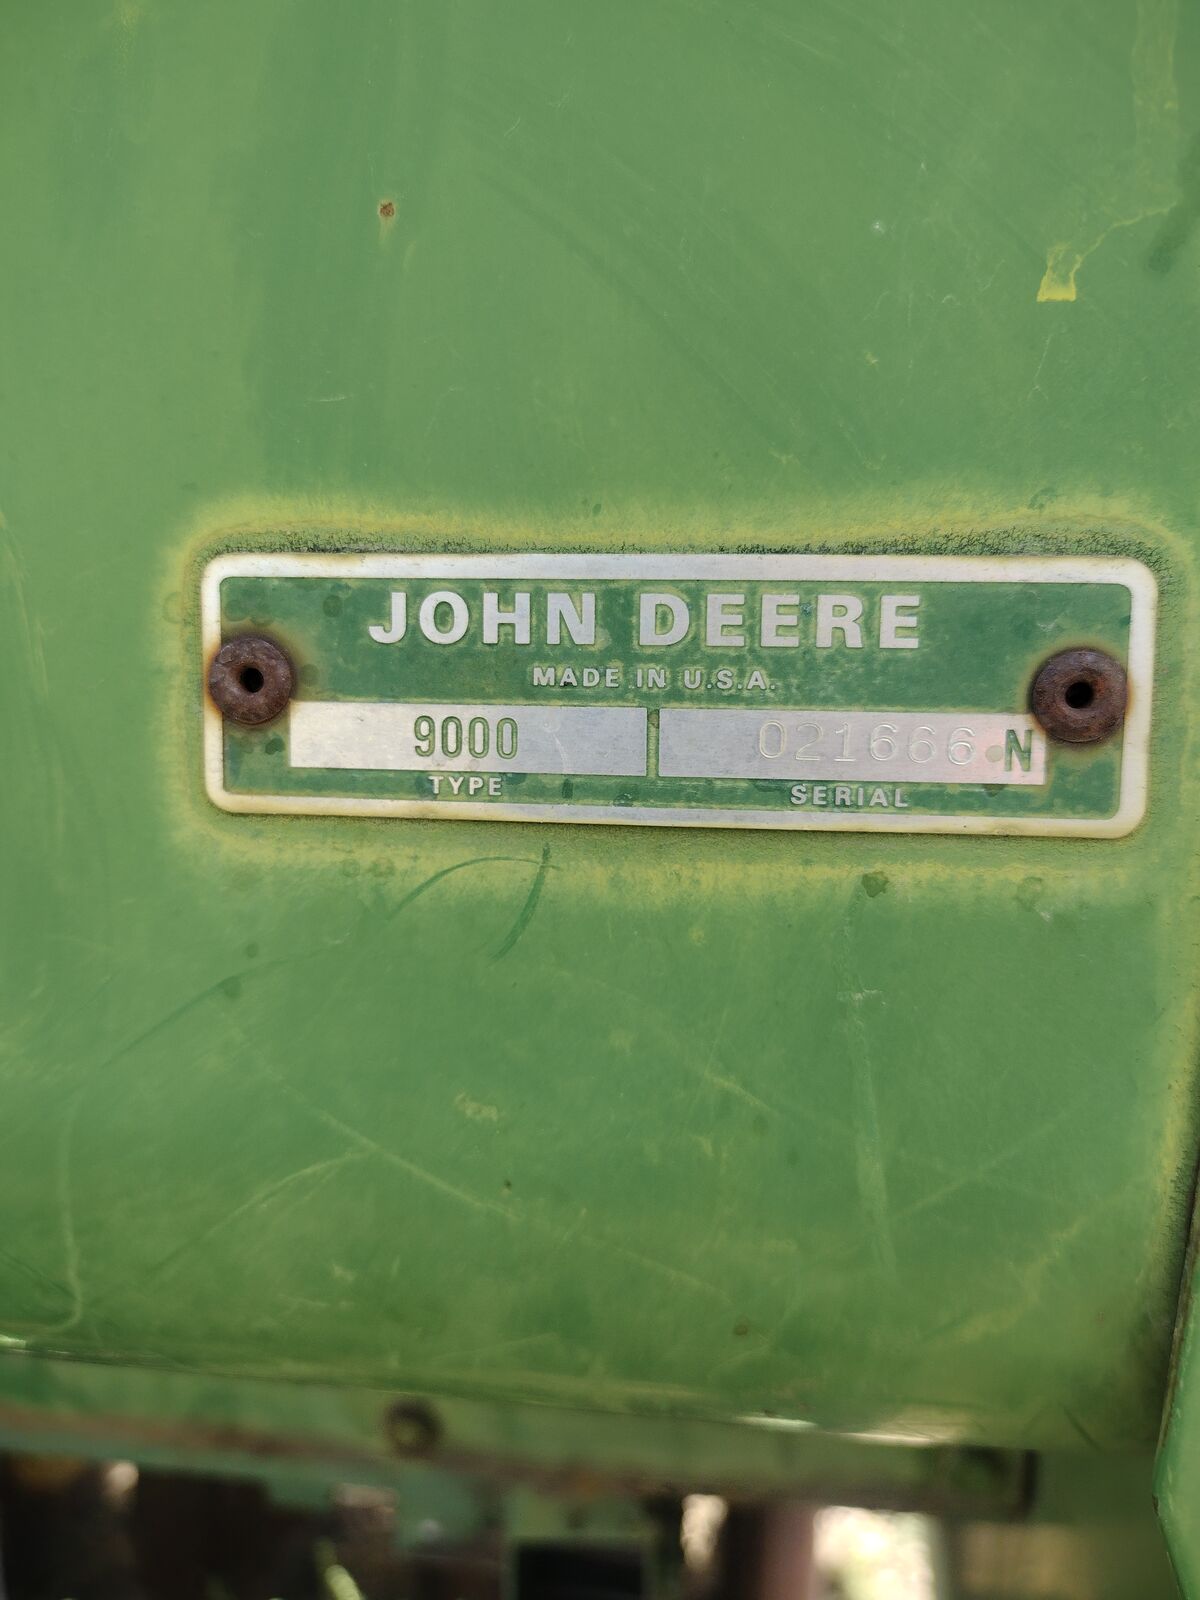 JOHN DEERE
MADE IN U.S.A.
9000 021666 N
TYPE SERIAL